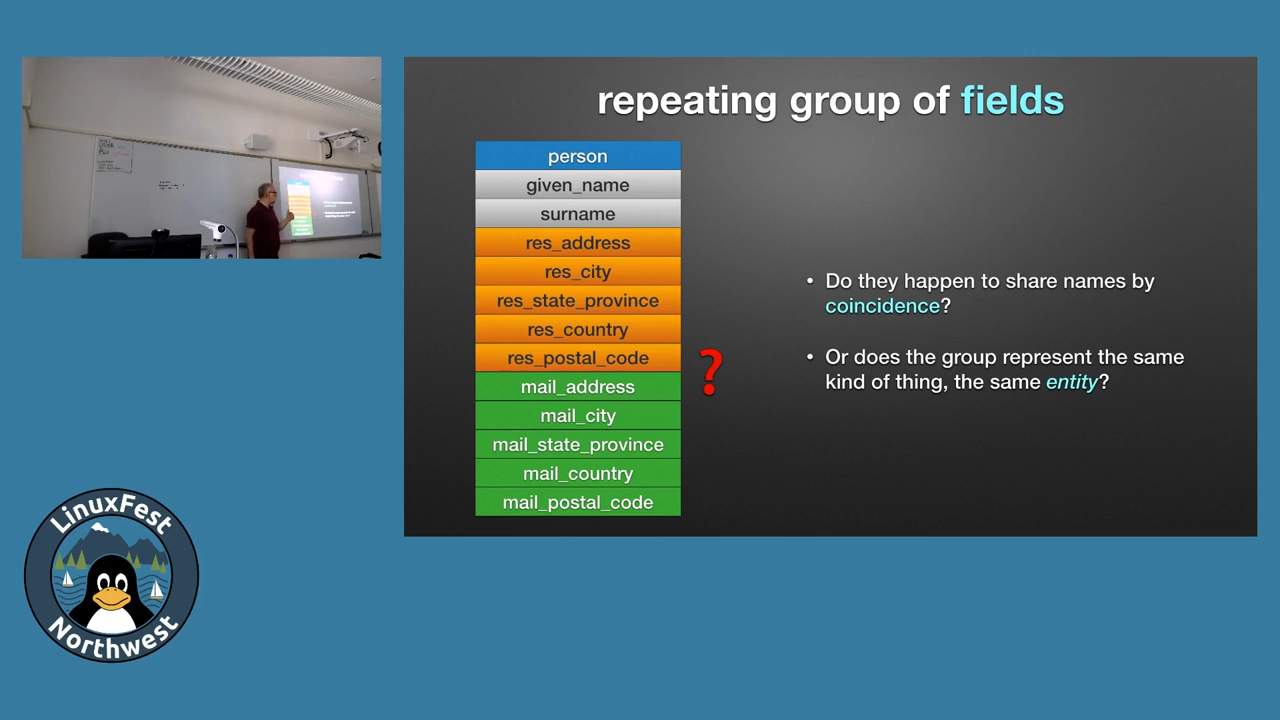 repeating group of fields
person
given_name
surname
res_address
res_city
res_state_province
res_country
res_postal_code
mail_address
mail_city
mail_state_province
mail_country
mail_postal_code
?
• Do they happen to share names by
coincidence?
• Or does the group represent the same
kind of thing, the same entity?
LinuxFest
Northwest